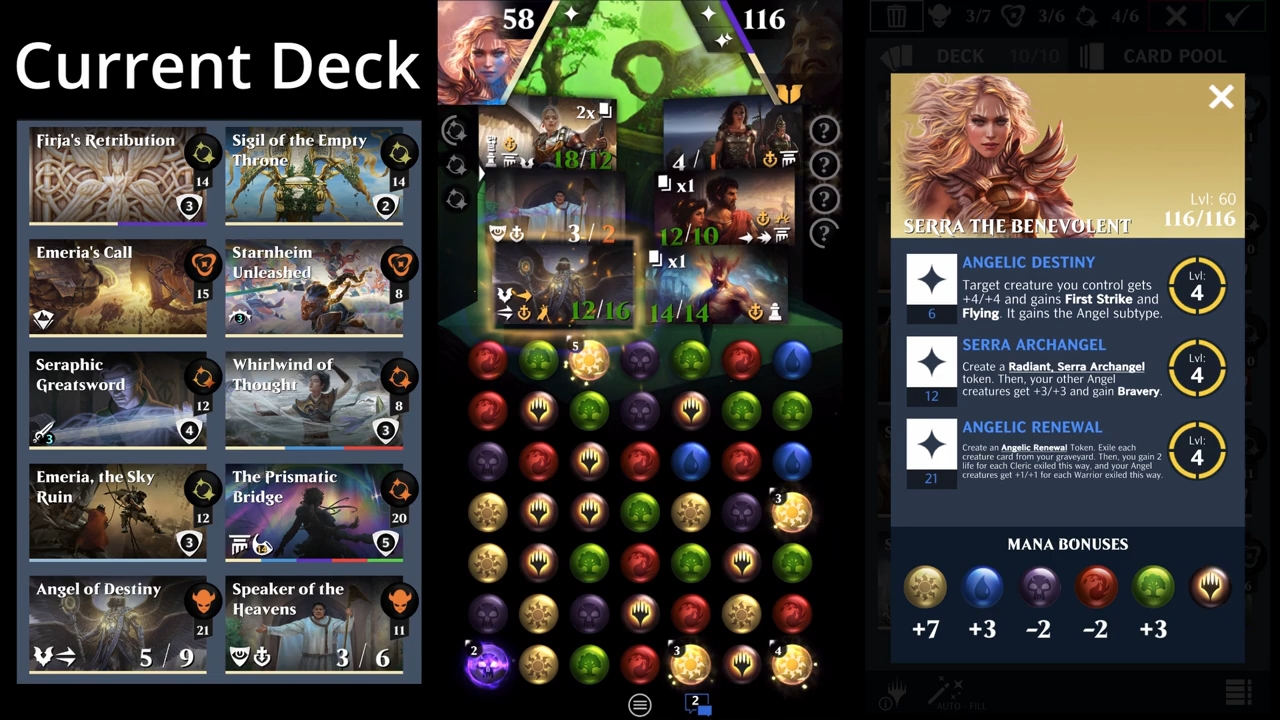 Current Deck
Firja's Retribution
14
3
Sigil of the Empty
Throne
14
2
Emeria's Call
15
Starnheim
Unleashed
8
3
Seraphic
Greatsword
12
3
4
Whirlwind of
Thought
8
3
Emeria, the Sky
Ruin
12
3
The Prismatic
Bridge
20
5
Angel of Destiny
21
5 / 9
Speaker of the
Heavens
11
3 / 6
58
116
2x
18/12
4 / 1
x1
3 / 2
12/10
x1
12/16
14/14
5
3
2
3
4
2
3/7
3/6
4/6
DECK 10/10
CARD POOL
Lvl: 60
SERRA THE BENEVOLENT
116/116
ANGELIC DESTINY
Target creature you control gets
+4/+4 and gains First Strike and
Flying. It gains the Angel subtype.
6
Lvl:
4
SERRA ARCHANGEL
Create a Radiant, Serra Archangel
token. Then, your other Angel
creatures get +3/+3 and gain Bravery.
12
Lvl:
4
ANGELIC RENEWAL
Create an Angelic Renewal Token. Exile each
creature card from your graveyard. Then, you gain 2
life for each Cleric exiled this way, and your Angel
creatures get +1/+1 for each Warrior exiled this way.
21
Lvl:
4
MANA BONUSES
+7 +3 -2 -2 +3
AUTO - FILL